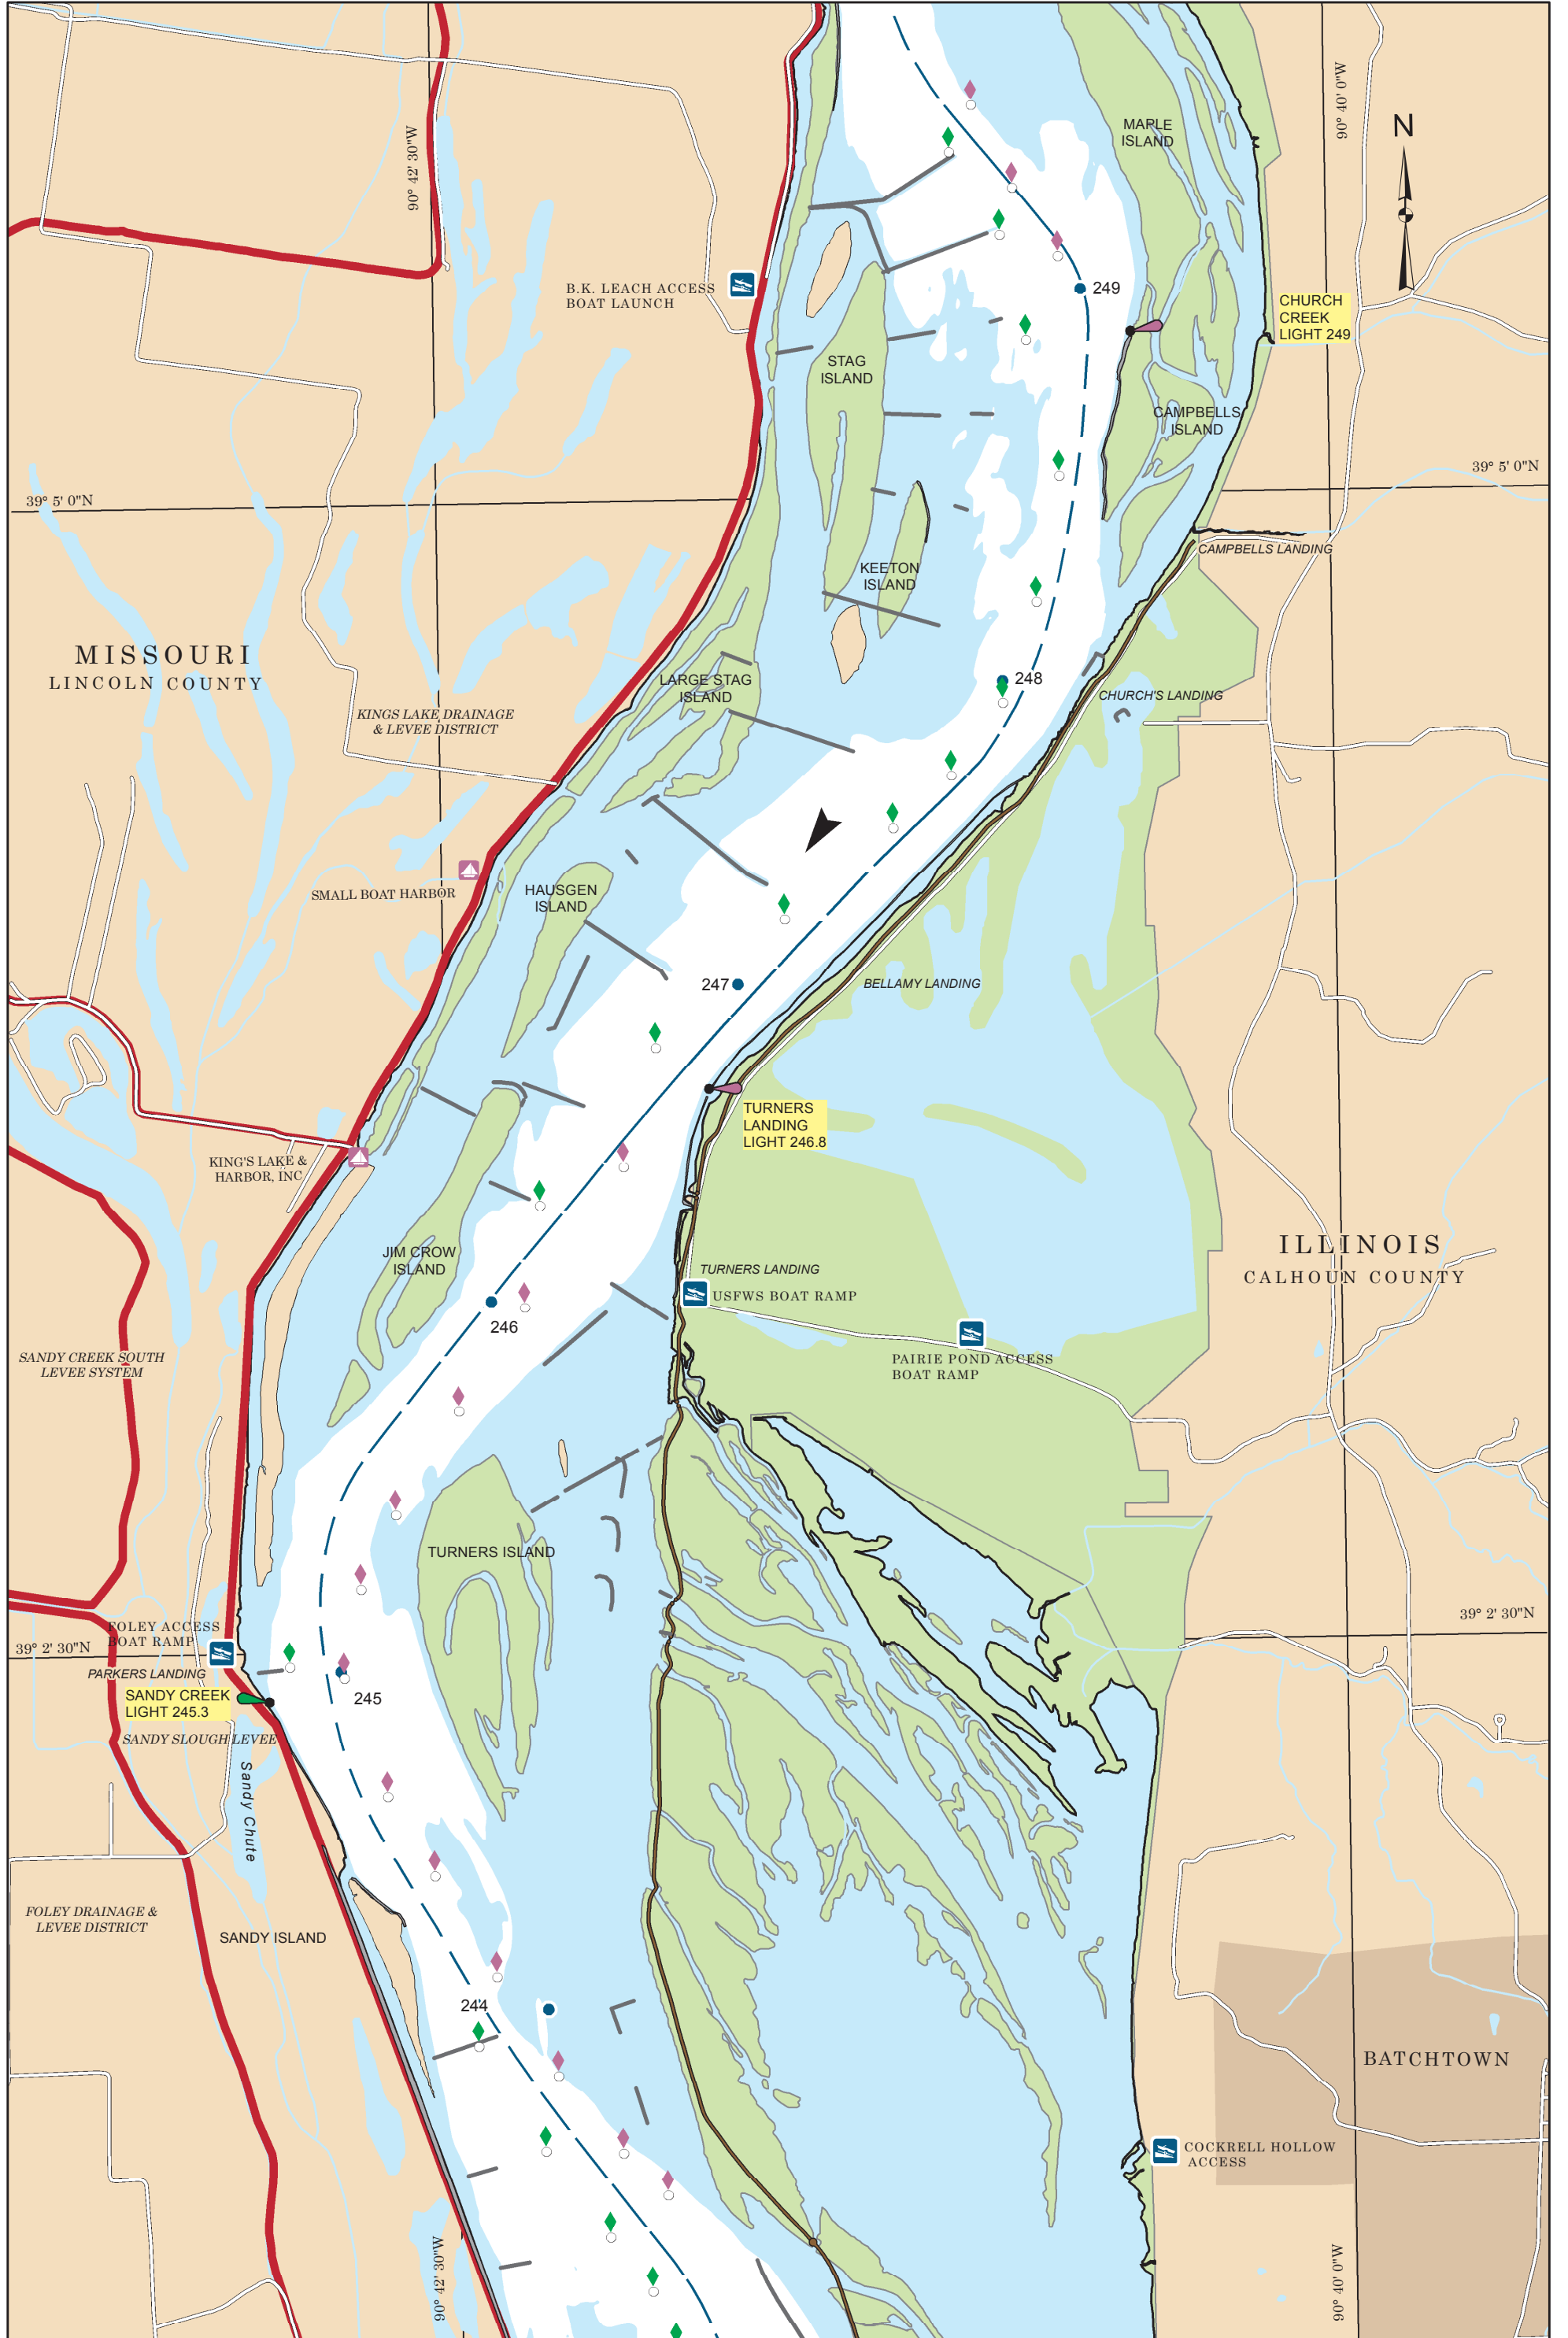 90° 42' 30"W
90° 40' 0"W
N
MAPLE
ISLAND
B.K. LEACH ACCESS
BOAT LAUNCH
249
CHURCH
CREEK
LIGHT 249
STAG
ISLAND
CAMPBELLS
ISLAND
39° 5' 0"N
39° 5' 0"N
CAMPBELLS LANDING
KEETON
ISLAND
MISSOURI
LINCOLN COUNTY
LARGE STAG
ISLAND
248
CHURCH'S LANDING
KINGS LAKE DRAINAGE
& LEVEE DISTRICT
SMALL BOAT HARBOR
HAUSGEN
ISLAND
247
BELLAMY LANDING
TURNERS
LANDING
LIGHT 246.8
KING'S LAKE &
HARBOR, INC
JIM CROW
ISLAND
ILLINOIS
CALHOUN COUNTY
TURNERS LANDING
USFWS BOAT RAMP
246
SANDY CREEK SOUTH
LEVEE SYSTEM
PAIRIE POND ACCESS
BOAT RAMP
TURNERS ISLAND
FOLEY ACCESS
BOAT RAMP
39° 2' 30"N
39° 2' 30"N
PARKERS LANDING
SANDY CREEK
LIGHT 245.3
245
SANDY SLOUGH LEVEE
Sandy Chute
FOLEY DRAINAGE &
LEVEE DISTRICT
SANDY ISLAND
244
BATCHTOWN
COCKRELL HOLLOW
ACCESS
90° 42' 30"W
90° 40' 0"W